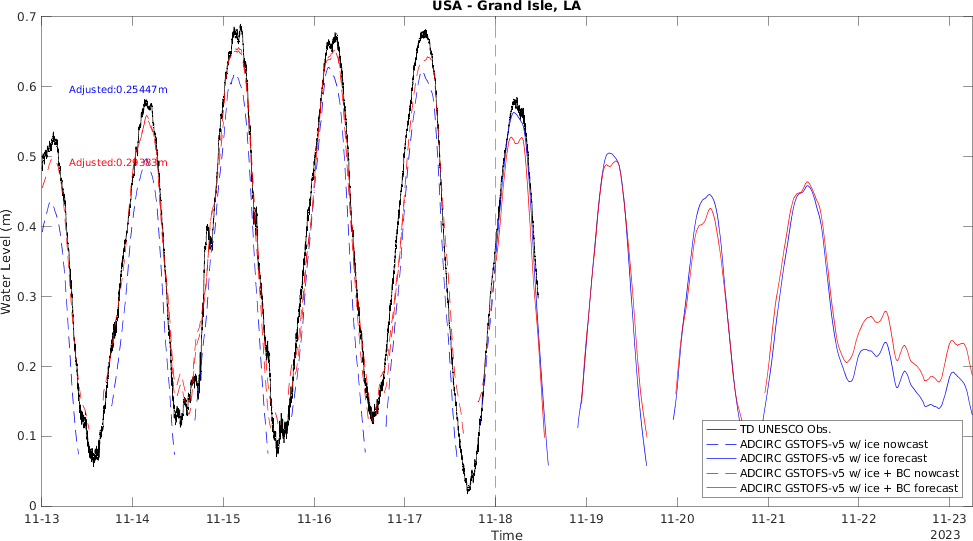 USA - Grand Isle, LA
0.7
0.6
0.5
0.4
0.3
0.2
0.1
0
Water Level (m)
Adjusted:0.25447m
Adjusted:0.29383m
TD UNESCO Obs.
ADCIRC GSTOFS-v5 w/ ice nowcast
ADCIRC GSTOFS-v5 w/ ice forecast
ADCIRC GSTOFS-v5 w/ ice + BC nowcast
ADCIRC GSTOFS-v5 w/ ice + BC forecast
11-13 11-14 11-15 11-16 11-17 11-18 11-19 11-20 11-21 11-22 11-23
Time 2023